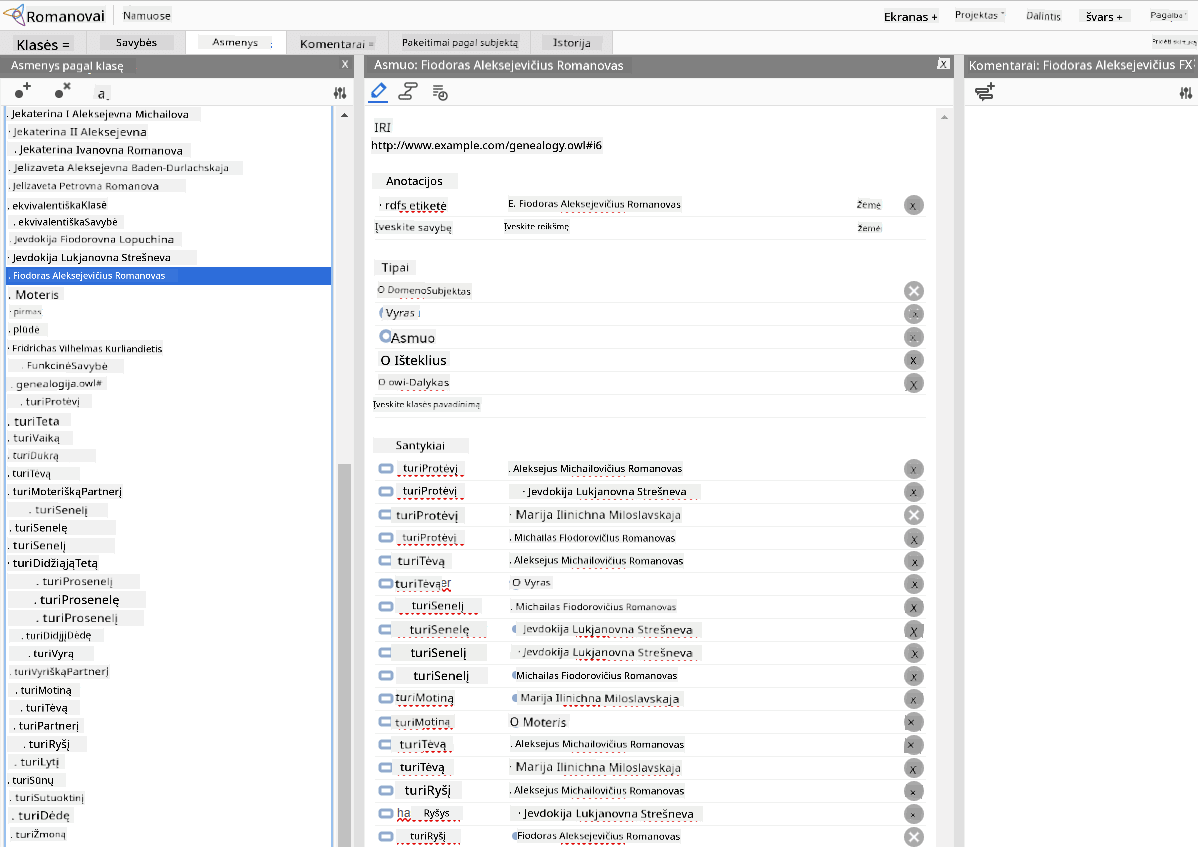 Romanovai
Namuose
Ekranas +
Projektas
Dalintis
švars +
Pagalba
Klasės =
Savybės
Asmenys
Komentarai =
Pakeitimai pagal subjektą
Istorija
Asmenys pagal klasę
X
Asmuo: Fiodoras Aleksejevičius Romanovas
X
Komentarai: Fiodoras Aleksejevičius FX:
a
. Jekaterina I Aleksejevna Michailova
· Jekaterina II Aleksejevna
. Jekaterina Ivanovna Romanova
. Jelizaveta Aleksejevna Baden-Durlachskaja
. Jelizaveta Petrovna Romanova
. ekvivalentiškaKlasė
. ekvivalentiškaSavybė
. Jevdokija Fiodorovna Lopuchina
· Jevdokija Lukjanovna Strešneva
. Fiodoras Aleksejevičius Romanovas
. Moteris
· pirmas
. plūdė
· Fridrichas Vilhelmas Kurliandietis
. FunkcinėSavybė
. genealogija.owl#
. turiProtėvį
. turiTeta
. turiVaiką
. turiDukrą
. turiTėvą
. turiMoteriškąPartnerį
. turiSenelį
. turiSenelę
. turiSenelį
· turiDidžiąjąTetą
. turiProsenelį
. turiProsenelę
. turiProsenelį
. turiDidįjįDėdę
. turiVyrą
. turiVyriškąPartnerį
. turiMotiną
. turiTėvą
. turiPartnerį
. turiRyšį
. turiLytį
. turiSūnų
. turiSutuoktinį
. turiDėdę
. turiŽmoną
IRI
http://www.example.com/genealogy.owl#i6
Anotacijos
· rdfs etiketė E. Fiodoras Aleksejevičius Romanovas žemė x
Įveskite savybę Įveskite reikšmę žemė
Tipai
O DomenoSubjektas X
Vyras x
Asmuo x
O Išteklius x
O owi-Dalykas x
Įveskite klasės pavadinimą
Santykiai
turiProtėvį . Aleksejus Michailovičius Romanovas x
turiProtėvį · Jevdokija Lukjanovna Strešneva x
turiProtėvį · Marija Ilinichna Miloslavskaja X
turiProtėvį . Michailas Fiodorovičius Romanovas x
turiTėvą . Aleksejus Michailovičius Romanovas x
turiTėvąer O Vyras x
turiSenelį . Michailas Fiodorovičius Romanovas x
turiSenelę Jevdokija Lukjanovna Strešneva x
turiSenelį · Jevdokija Lukjanovna Strešneva x
turiSenelį Michailas Fiodorovičius Romanovas x
turiMotiną Marija Ilinichna Miloslavskaja x
turiMotiną O Moteris x
turiTėvą . Aleksejus Michailovičius Romanovas x
turiTėvą · Marija Ilinichna Miloslavskaja x
turiRyšį . Aleksejus Michailovičius Romanovas x
ha Ryšys · Jevdokija Lukjanovna Strešneva x
turiRyšį Fiodoras Aleksejevičius Romanovas X